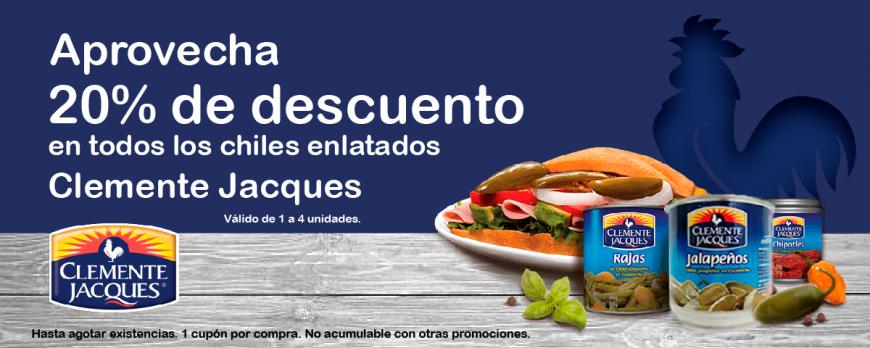 Aprovecha
20% de descuento
en todos los chiles enlatados
Clemente Jacques
Válido de 1 a 4 unidades.
CLEMENTE
JACQUES®
CLEMENTE
JACQUES
Rajas
CLEMENTE
JACQUES
Jalapeños
CLEMENTE
JACQUES
Chipotles
Hasta agotar existencias. 1 cupón por compra. No acumulable con otras promociones.